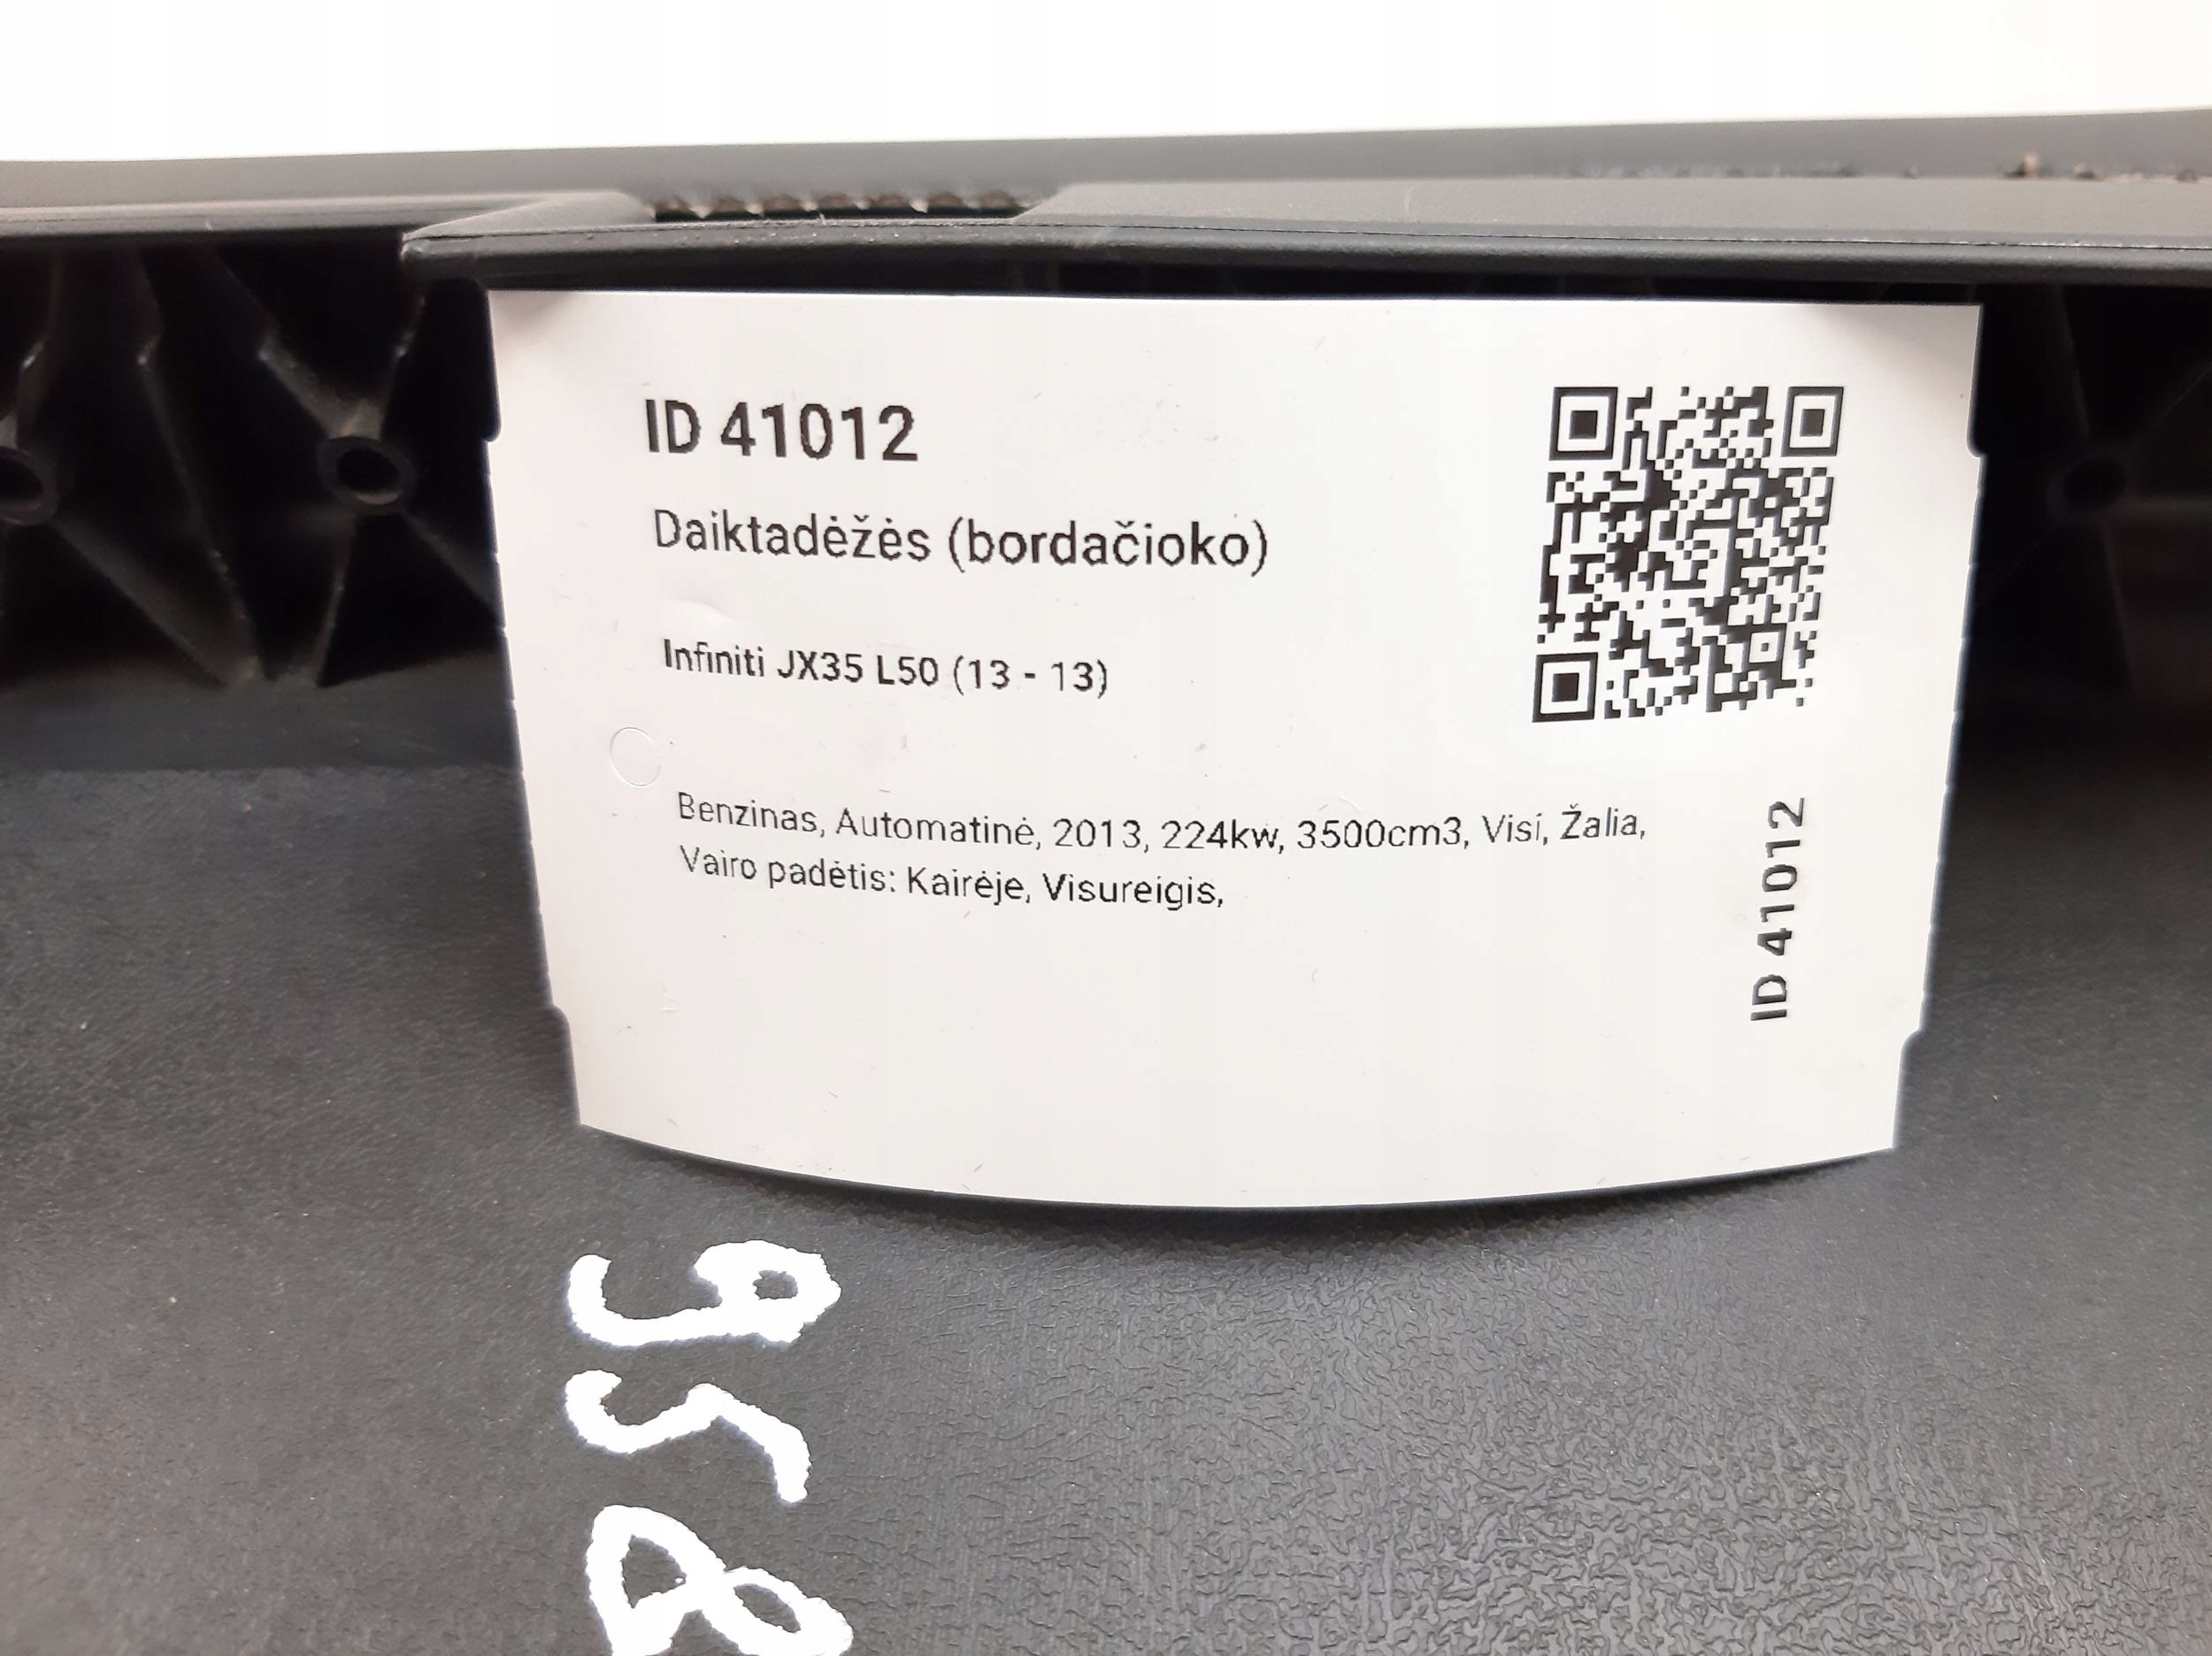 ID 41012
Daiktadėžės (bordačioko)
Infiniti JX35 L50 (13 - 13)
Benzinas, Automatinė, 2013, 224kw, 3500cm3, Visi, Žalia,
Vairo padėtis: Kairėje, Visureigis,
ID 41012
958